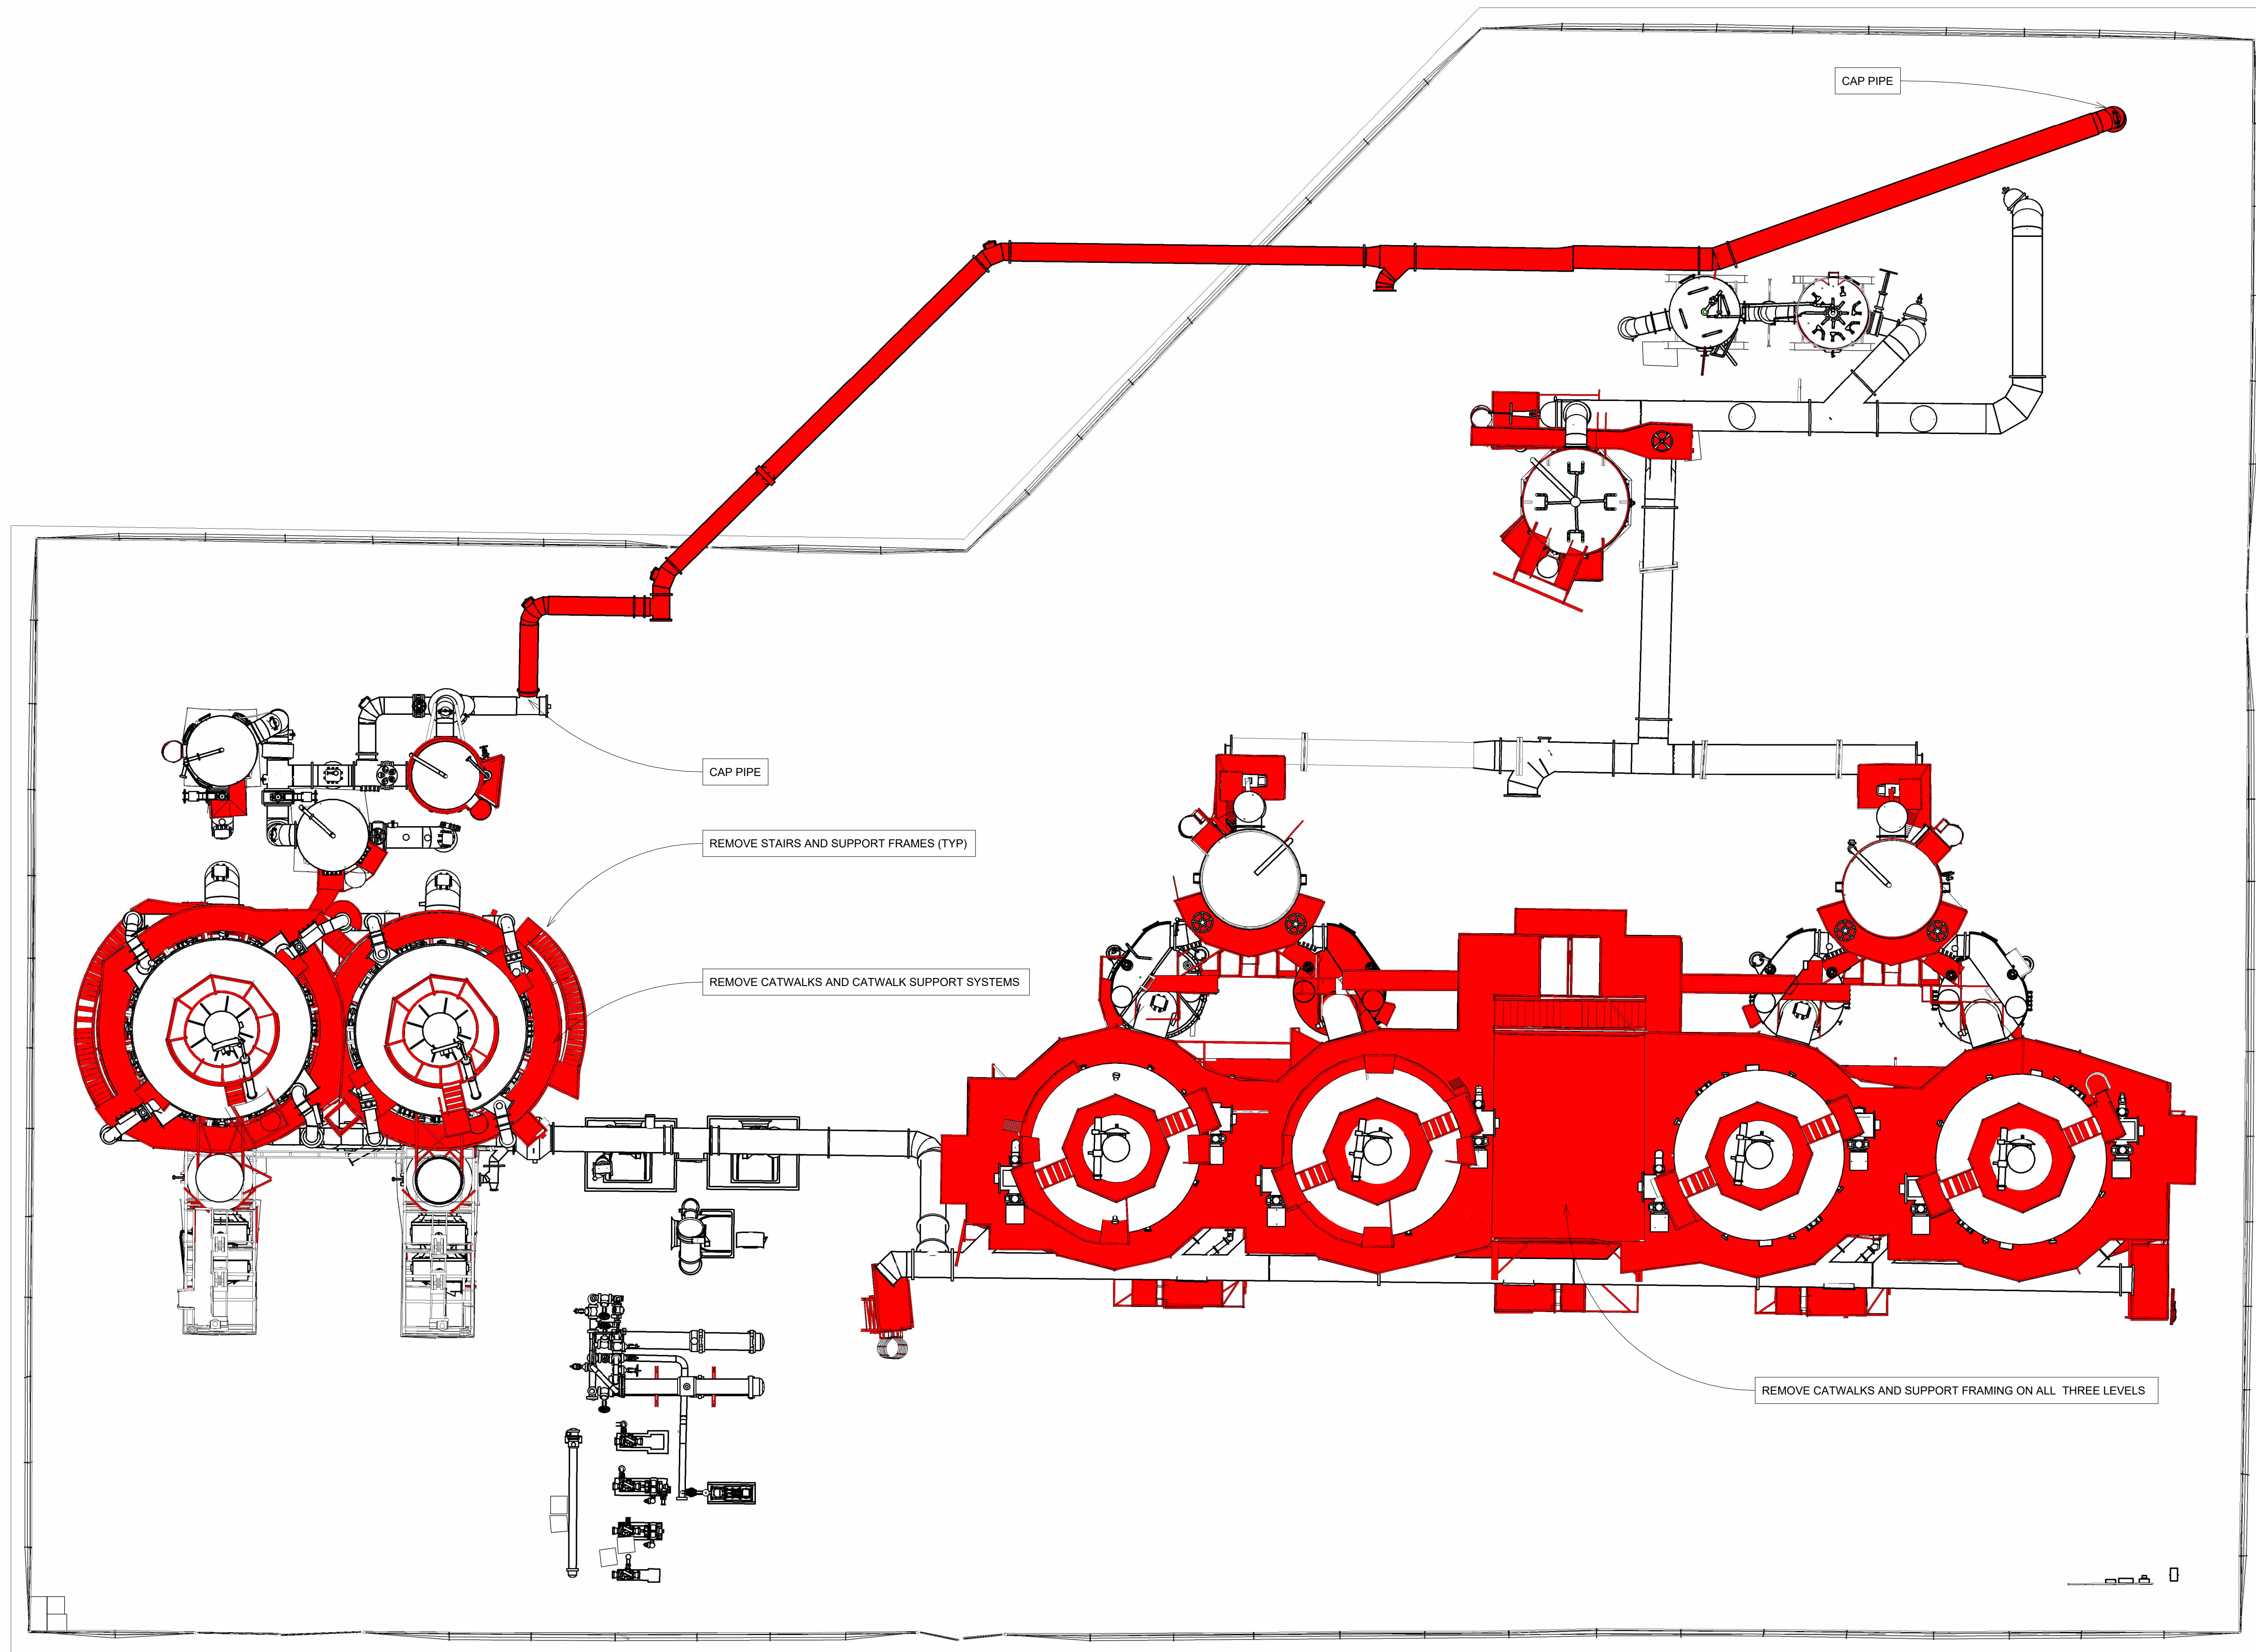 CAP PIPE
CAP PIPE
REMOVE STAIRS AND SUPPORT FRAMES (TYP)
REMOVE CATWALKS AND CATWALK SUPPORT SYSTEMS
REMOVE CATWALKS AND SUPPORT FRAMING ON ALL THREE LEVELS